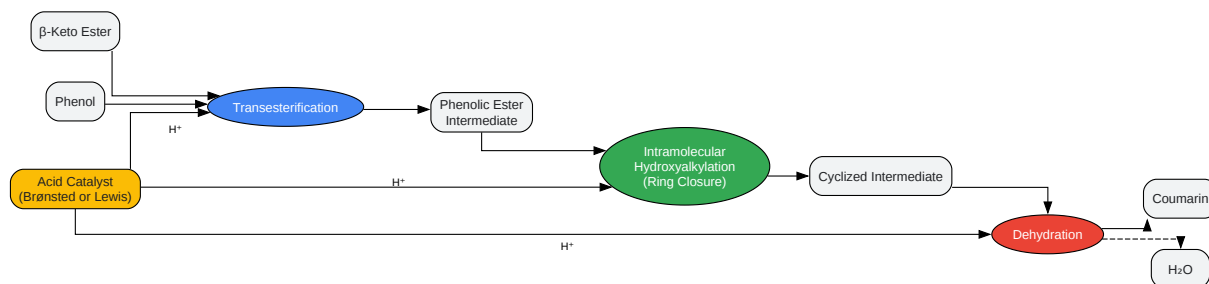 β-Keto Ester
Phenol
Transesterification
H⁺
Phenolic Ester
Intermediate
Acid Catalyst
(Brønsted or Lewis)
H⁺
Intramolecular
Hydroxyalkylation
(Ring Closure)
Cyclized Intermediate
H⁺
Dehydration
Coumarin
H₂O